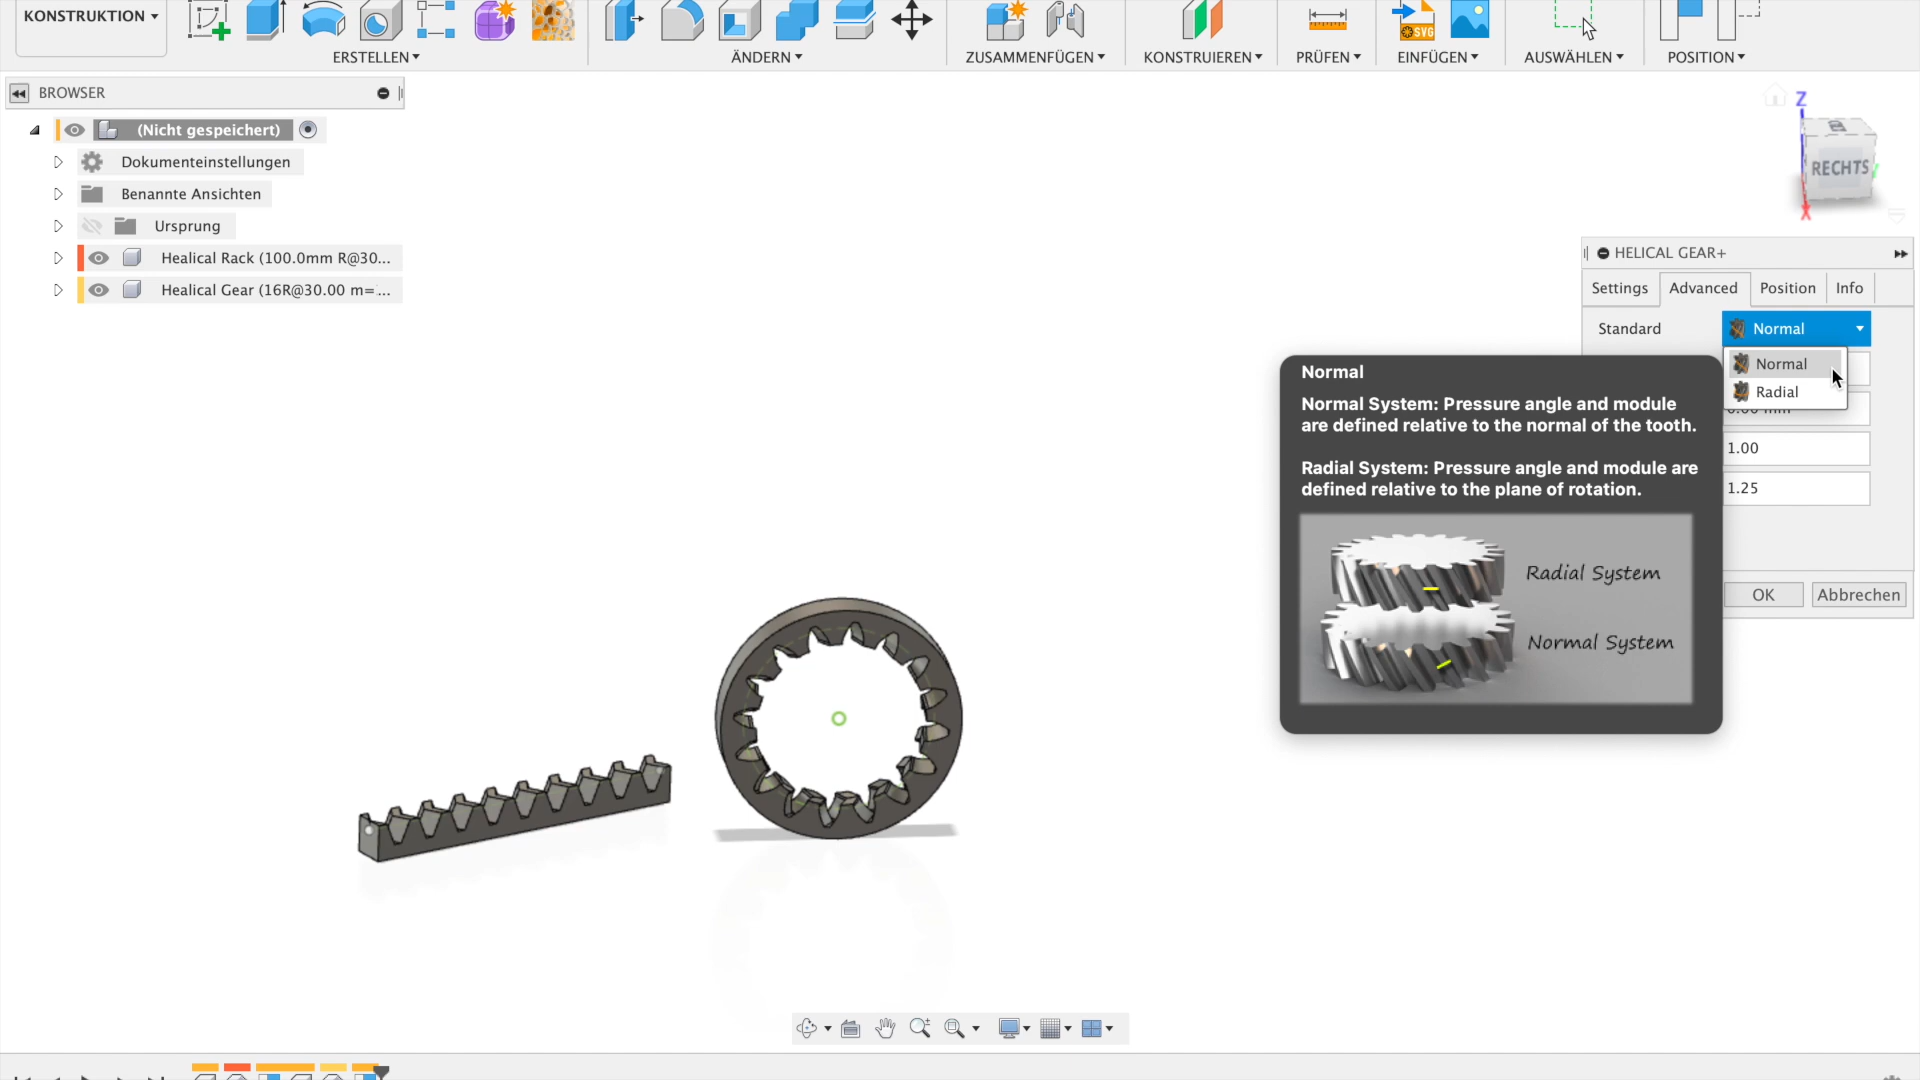 KONSTRUKTION
ERSTELLEN
ÄNDERN
ZUSAMMENFÜGEN
KONSTRUIEREN
PRÜFEN
EINFÜGEN
AUSWÄHLEN
POSITION
SVG
BROWSER
(Nicht gespeichert)
Dokumenteinstellungen
Benannte Ansichten
Ursprung
Healical Rack (100.0mm R@30...
Healical Gear (16R@30.00 m=...
Z
RECHTS
X
HELICAL GEAR+
Settings Advanced Position Info
Standard Normal
Normal
Radial
0.00 mm
1.00
1.25
OK Abbrechen
Normal
Normal System: Pressure angle and module
are defined relative to the normal of the tooth.
Radial System: Pressure angle and module are
defined relative to the plane of rotation.
Radial System
Normal System